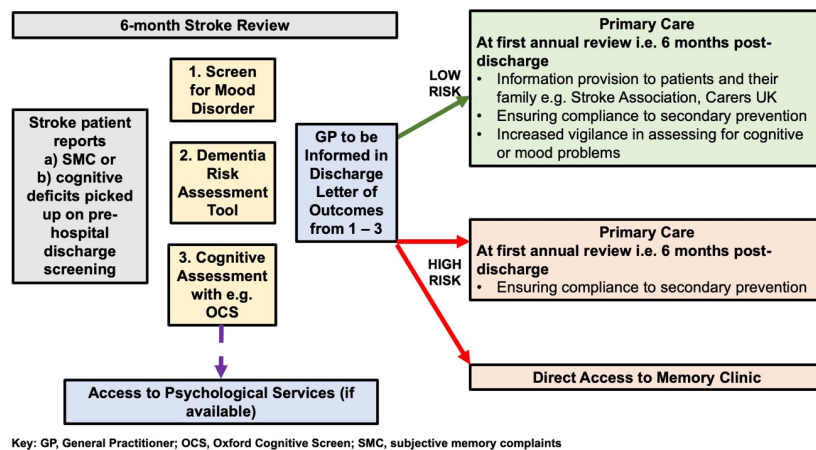 6-month Stroke Review
Stroke patient
reports
a) SMC or
b) cognitive
deficits picked
up on pre-
hospital
discharge
screening
1. Screen
for Mood
Disorder
2. Dementia
Risk
Assessment
Tool
3. Cognitive
Assessment
with e.g.
OCS
Access to Psychological Services (if
available)
GP to be
Informed in
Discharge
Letter of
Outcomes
from 1 – 3
LOW
RISK
Primary Care
At first annual review i.e. 6 months post-
discharge
• Information provision to patients and their
family e.g. Stroke Association, Carers UK
• Ensuring compliance to secondary prevention
• Increased vigilance in assessing for cognitive
or mood problems
HIGH
RISK
Primary Care
At first annual review i.e. 6 months post-
discharge
• Ensuring compliance to secondary prevention
Direct Access to Memory Clinic
Key: GP, General Practitioner; OCS, Oxford Cognitive Screen; SMC, subjective memory complaints